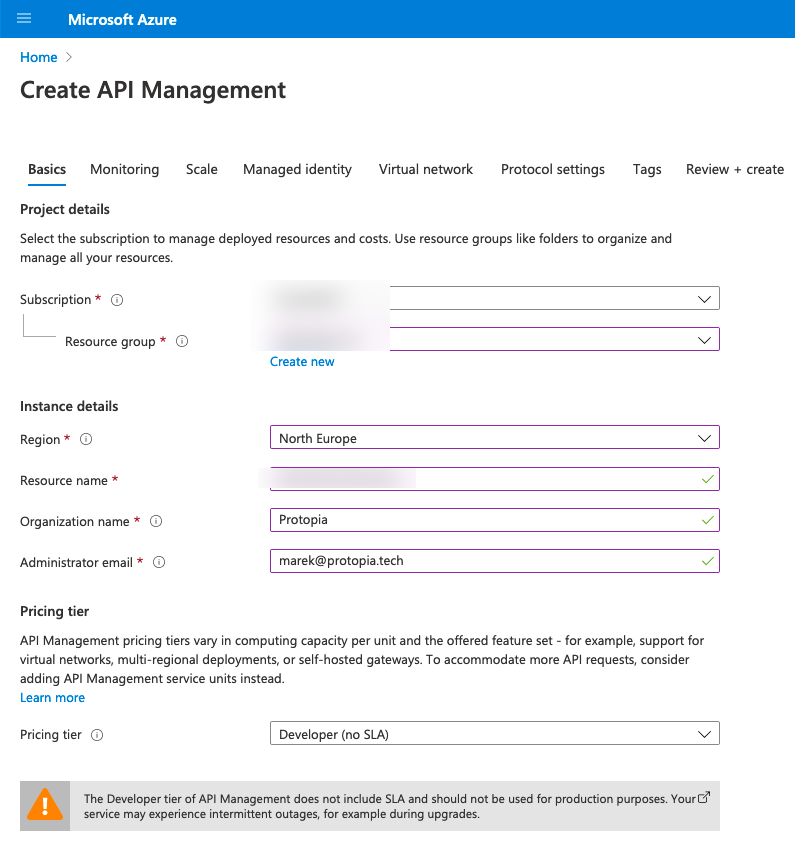 Microsoft Azure
Home
Create API Management
Basics Monitoring Scale Managed identity Virtual network Protocol settings Tags Review + create
Project details
Select the subscription to manage deployed resources and costs. Use resource groups like folders to organize and
manage all your resources.
Subscription *
Resource group *
Create new
Instance details
Region * North Europe
Resource name *
Organization name * Protopia
Administrator email * marek@protopia.tech
Pricing tier
API Management pricing tiers vary in computing capacity per unit and the offered feature set - for example, support for
virtual networks, multi-regional deployments, or self-hosted gateways. To accommodate more API requests, consider
adding API Management service units instead.
Learn more
Pricing tier Developer (no SLA)
The Developer tier of API Management does not include SLA and should not be used for production purposes. Your
service may experience intermittent outages, for example during upgrades.